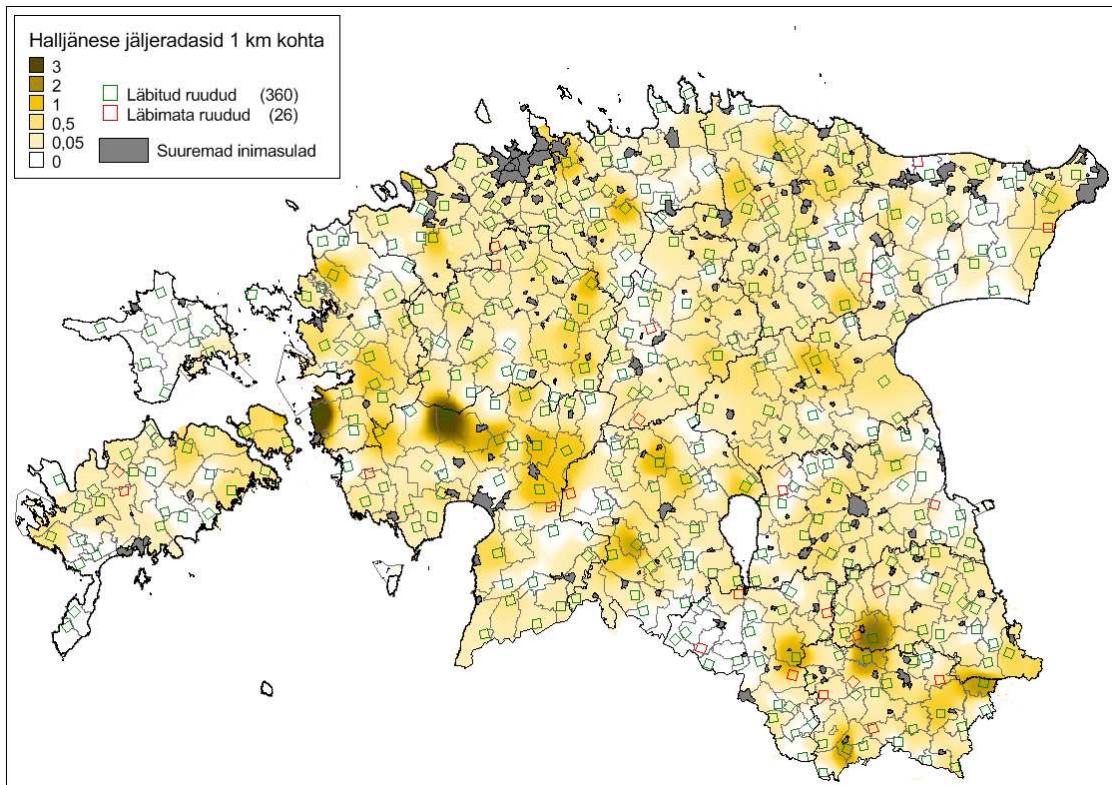 Halljänese jäljeradasid 1 km kohta
3
2
1
0,5
0,05
0
Läbitud ruudud (360)
Läbimata ruudud (26)
Suuremad inimasulad